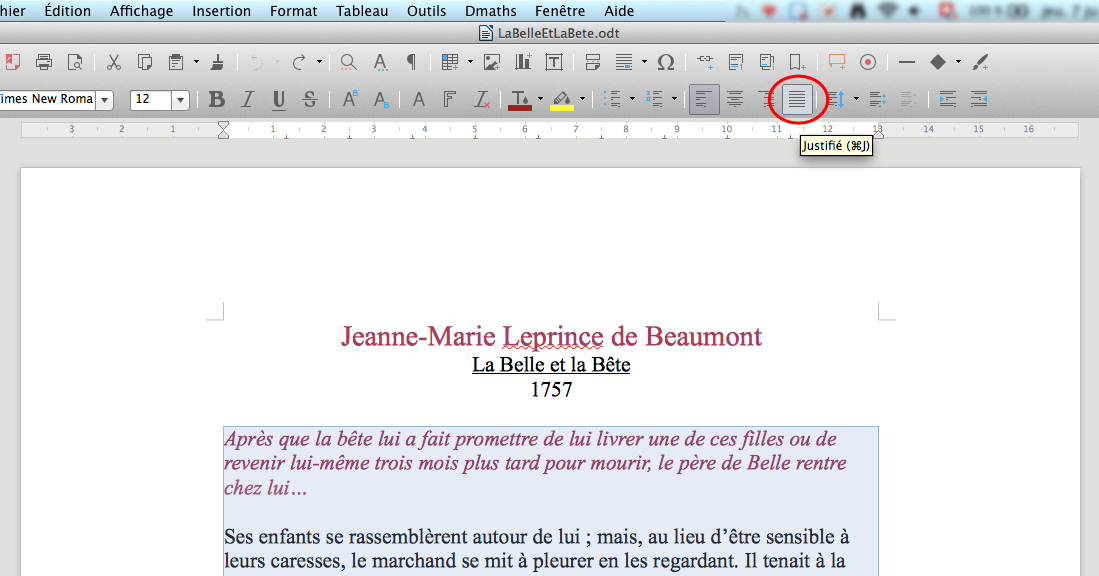 hier Édition Affichage Insertion Format Tableau Outils Dmaths Fenêtre Aide 100 % jeu. 7 ju
LaBelleEtLaBete.odt
imes New Roma 12 B I U S A A A F
3 2 1 1 2 3 4 5 6 7 8 9 10 11 12 13 14 15 16
Justifié (⌘J)
Jeanne-Marie Leprince de Beaumont
La Belle et la Bête
1757
Après que la bête lui a fait promettre de lui livrer une de ces filles ou de
revenir lui-même trois mois plus tard pour mourir, le père de Belle rentre
chez lui…
Ses enfants se rassemblèrent autour de lui ; mais, au lieu d’être sensible à
leurs caresses, le marchand se mit à pleurer en les regardant. Il tenait à la